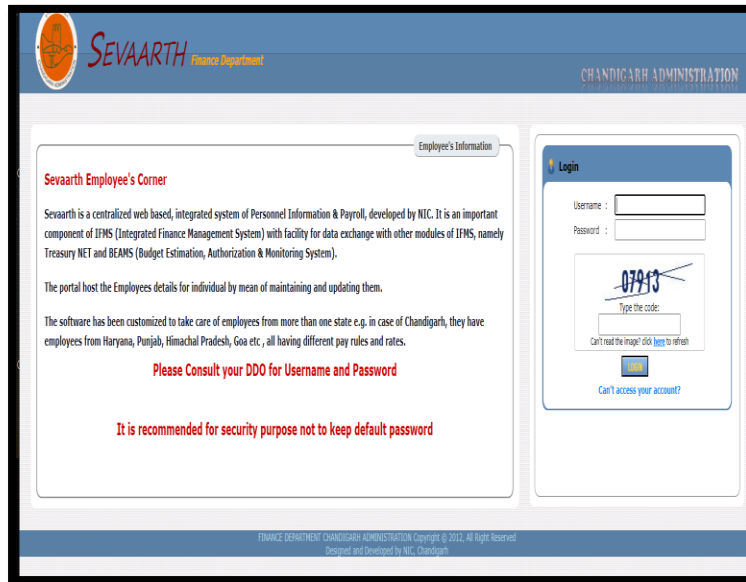 SEVAARTH Finance Department
CHANDIGARH ADMINISTRATION
Employee's Information
Sevaarth Employee's Corner
Sevaarth is a centralized web based, integrated system of Personnel Information & Payroll, developed by NIC. It is an important
component of IFMS (Integrated Finance Management System) with facility for data exchange with other modules of IFMS, namely
Treasury NET and BEAMS (Budget Estimation, Authorization & Monitoring System).
The portal host the Employees details for individual by mean of maintaining and updating them.
The software has been customized to take care of employees from more than one state e.g. in case of Chandigarh, they have
employees from Haryana, Punjab, Himachal Pradesh, Goa etc , all having different pay rules and rates.
Please Consult your DDO for Username and Password
It is recommended for security purpose not to keep default password
Login
Username :
Password :
07913
Type the code:
Can't read the image? click here to refresh
LOGIN
Can't access your account?
FINANCE DEPARTMENT CHANDIGARH ADMINISTRATION Copyright © 2012, All Right Reserved
Designed and Developed by NIC, Chandigarh